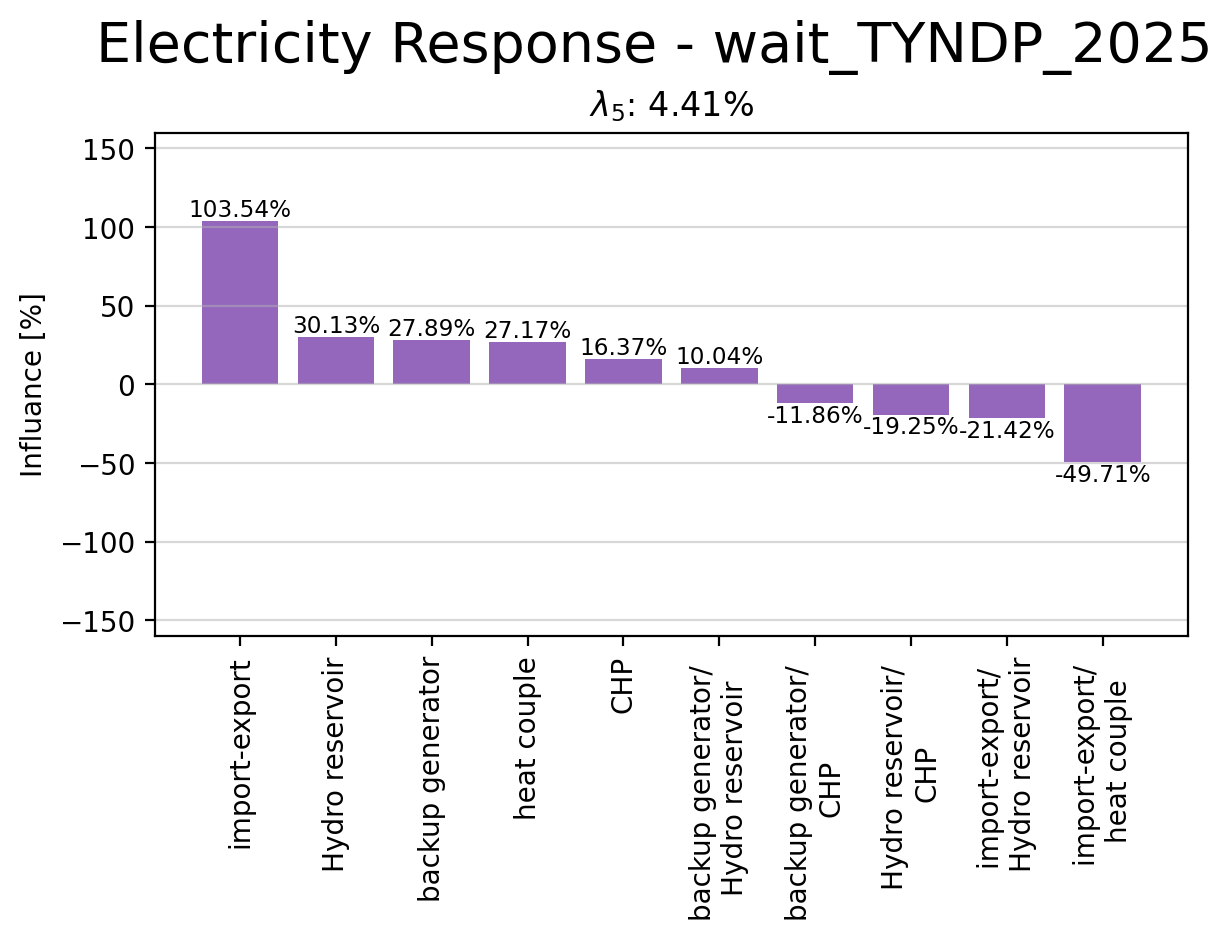 Electricity Response - wait_TYNDP_2025
λ5: 4.41%
Influance [%]
150
100
50
0
−50
−100
−150
103.54%
30.13%
27.89%
27.17%
16.37%
10.04%
-11.86%
-19.25%
-21.42%
-49.71%
import-export
Hydro reservoir
backup generator
heat couple
CHP
backup generator/
Hydro reservoir
backup generator/
CHP
Hydro reservoir/
CHP
import-export/
Hydro reservoir
import-export/
heat couple